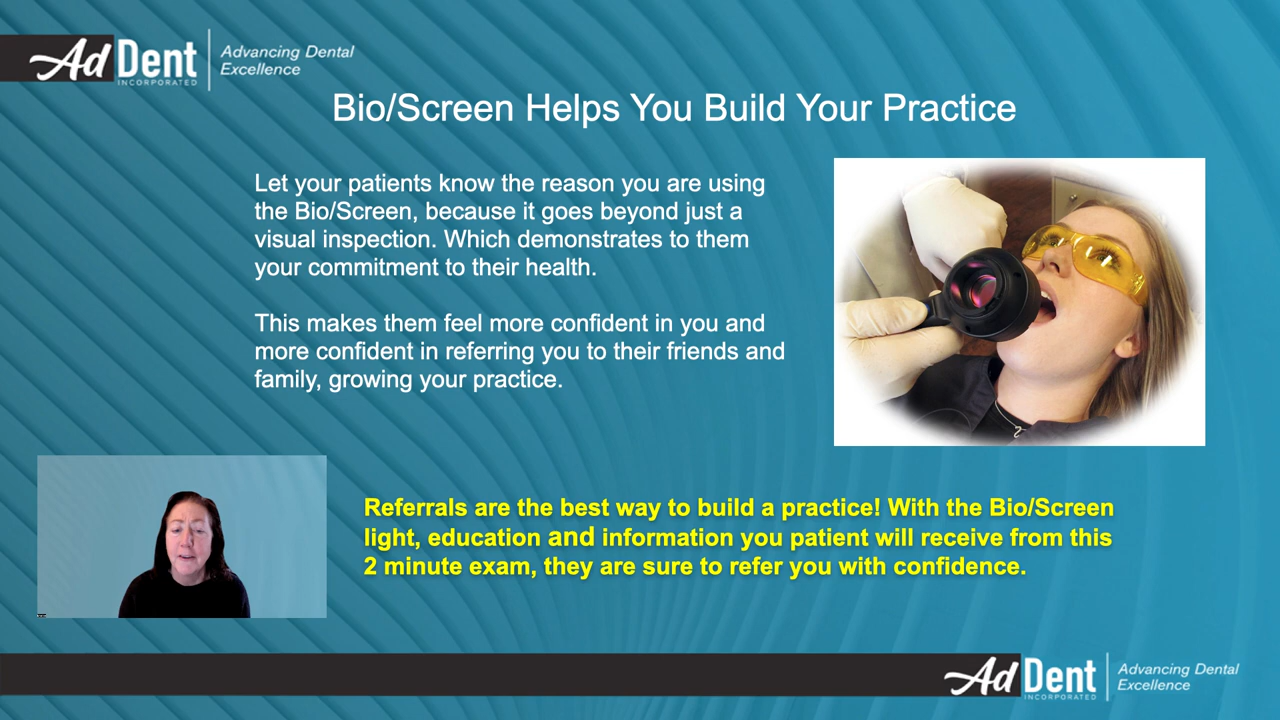 Ad Dent
INCORPORATED
Advancing Dental
Excellence
Bio/Screen Helps You Build Your Practice
Let your patients know the reason you are using
the Bio/Screen, because it goes beyond just a
visual inspection. Which demonstrates to them
your commitment to their health.
This makes them feel more confident in you and
more confident in referring you to their friends and
family, growing your practice.
Referrals are the best way to build a practice! With the Bio/Screen
light, education and information you patient will receive from this
2 minute exam, they are sure to refer you with confidence.
Ad Dent
INCORPORATED
Advancing Dental
Excellence